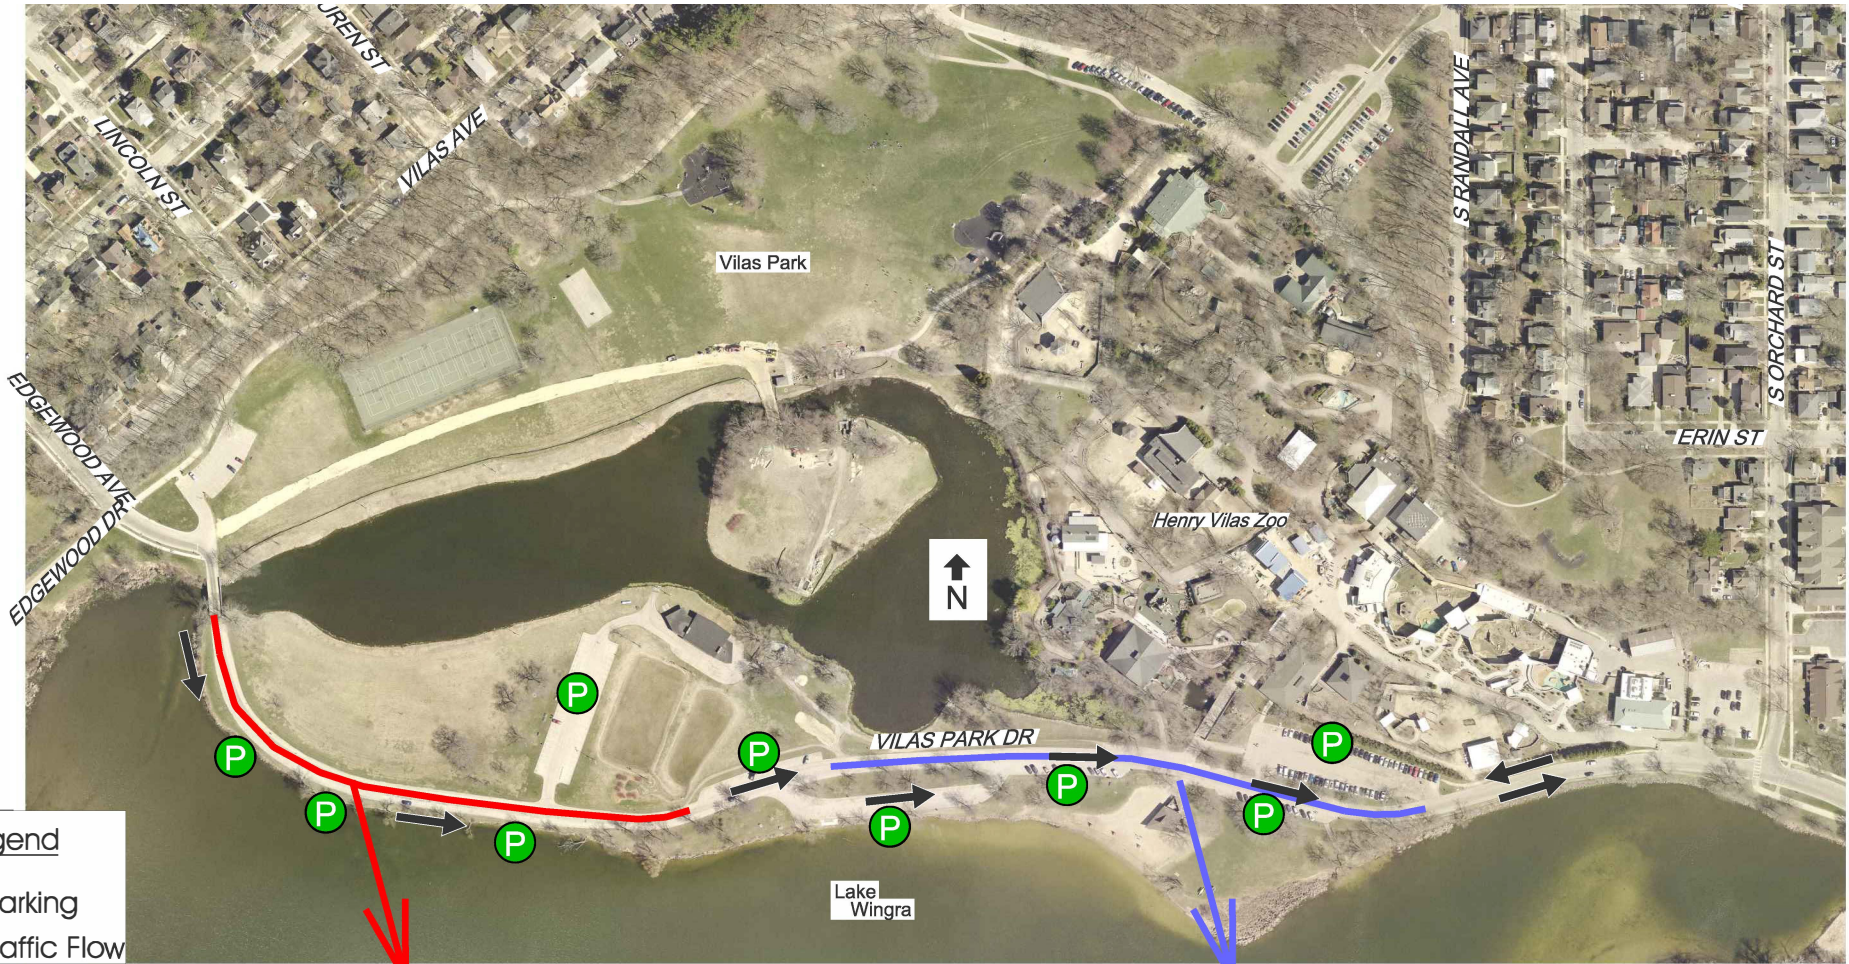 UREN ST
LINCOLN ST
VILAS AVE
S RANDALL AVE
S ORCHARD ST
ERIN ST
Vilas Park
EDGEWOOD AVE
EDGEWOOD DR
Henry Vilas Zoo
N
VILAS PARK DR
P
P
P
P
P
P
P
P
P
Lake
Wingra
gend
arking
affic Flow